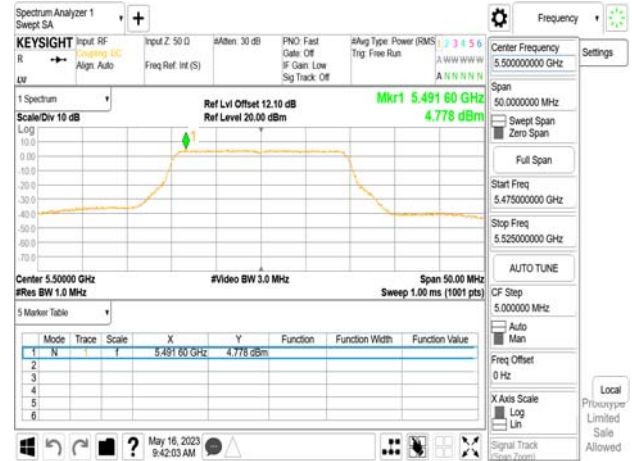 Spectrum Analyzer 1
Swept SA
+
Frequency
KEYSIGHT
R
LXI
Input: RF
Coupling: DC
Align: Auto
Input Z: 50 Ω
Freq Ref: Int (S)
#Atten: 30 dB
PNO: Fast
Gate: Off
IF Gain: Low
Sig Track: Off
#Avg Type: Power (RMS
Trig: Free Run
1 2 3 4 5 6
A W W W W W
A N N N N N
1 Spectrum
Scale/Div 10 dB
Ref Lvl Offset 12.10 dB
Ref Level 20.00 dBm
Mkr1 5.491 60 GHz
4.778 dBm
Log
1
10.0
0.00
-10.0
-20.0
-30.0
-40.0
-50.0
-60.0
-70.0
Center 5.50000 GHz
#Res BW 1.0 MHz
#Video BW 3.0 MHz
Span 50.00 MHz
Sweep 1.00 ms (1001 pts)
5 Marker Table
Mode Trace Scale X Y Function Function Width Function Value
1 N 1 f 5.491 60 GHz 4.778 dBm
2
3
4
5
6
?
May 16, 2023
9:42:03 AM
Center Frequency
5.500000000 GHz
Settings
Span
50.0000000 MHz
Swept Span
Zero Span
Full Span
Start Freq
5.475000000 GHz
Stop Freq
5.525000000 GHz
AUTO TUNE
CF Step
5.000000 MHz
Auto
Man
Freq Offset
0 Hz
X Axis Scale
Log
Lin
Signal Track
(Span Zoom)
Local
Prototype
Limited
Sale
Allowed